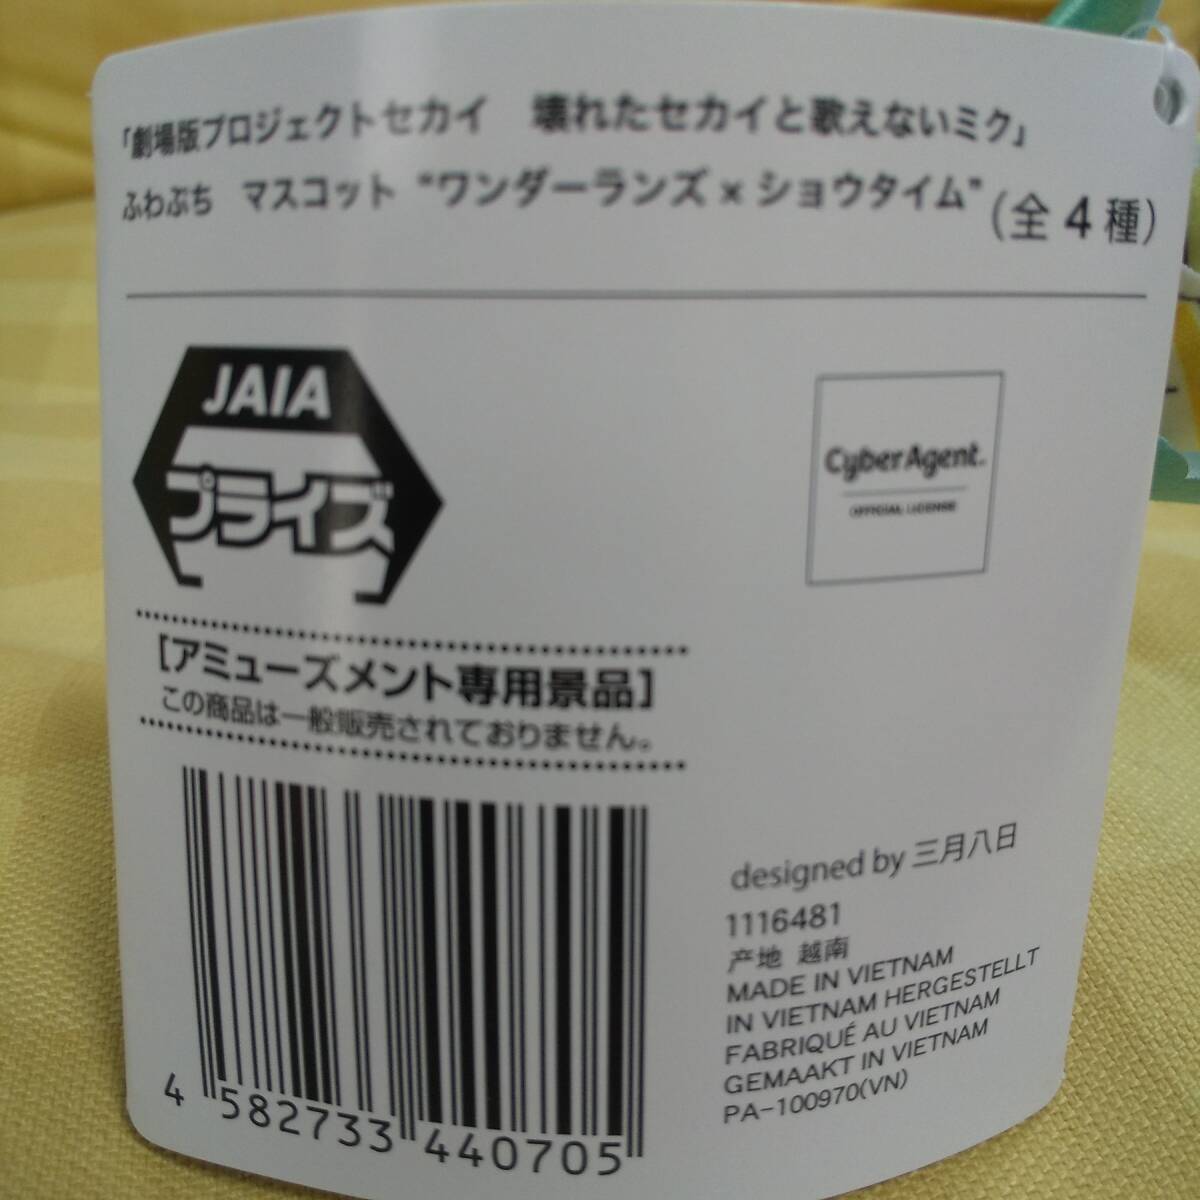 「劇場版プロジェクトセカイ　壊れたセカイと歌えないミク」
ふわぷち　マスコット　“ワンダーランズ×ショウタイム”（全４種）
JAIA
プライズ
CyberAgent.
OFFICIAL LICENSE
［アミューズメント専用景品］
この商品は一般販売されておりません。
4 582733 440705
designed by 三月八日
1116481
产地 越南
MADE IN VIETNAM
IN VIETNAM HERGESTELLT
FABRIQUÉ AU VIETNAM
GEMAAKT IN VIETNAM
PA-100970(VN)